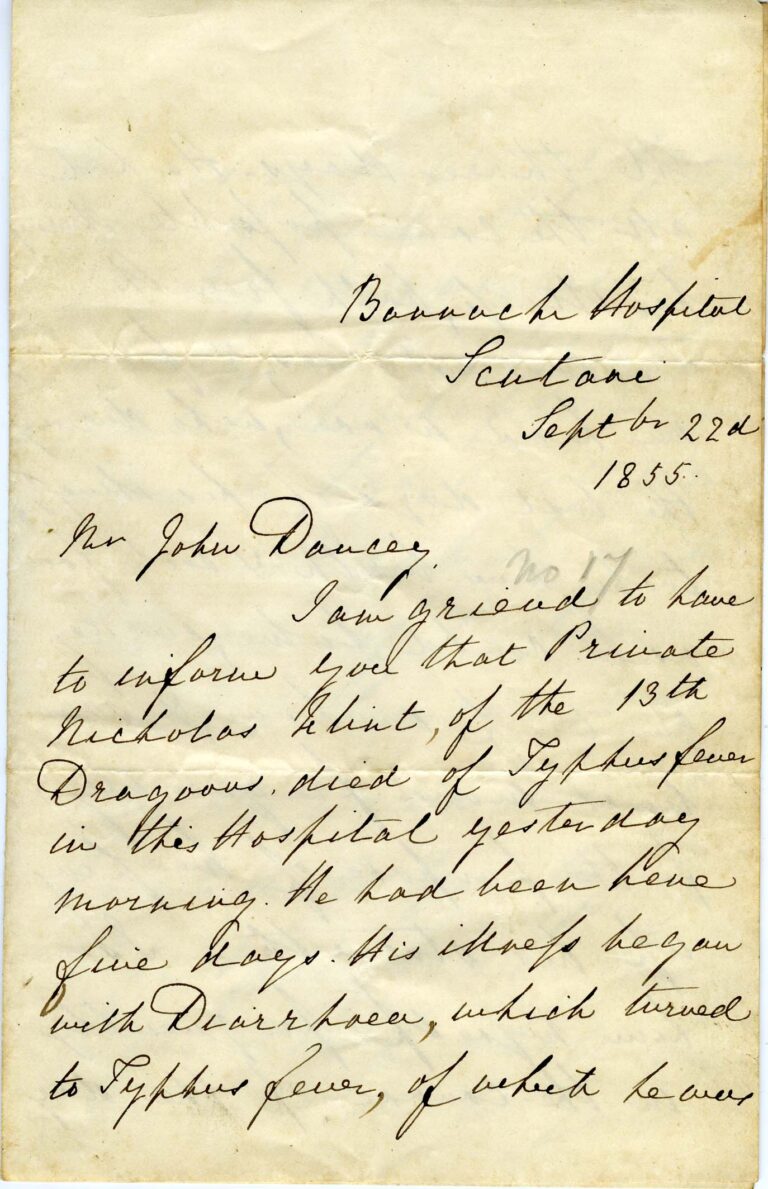 Barrack Hospital
Scutari
Septbr 22d
1855.
Mr John Dancey
No 17
I am grieved to have
to inform you that Private
Nicholas Flint, of the 13th
Dragoons. died of Typhus fever
in this Hospital yesterday
morning. He had been here
five days. His illness began
with Diarrhoea, which turned
to Typhus fever, of which he was